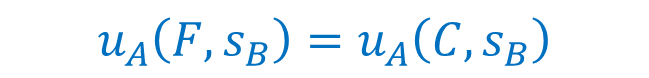 u_A(F, s_B) = u_A(C, s_B)